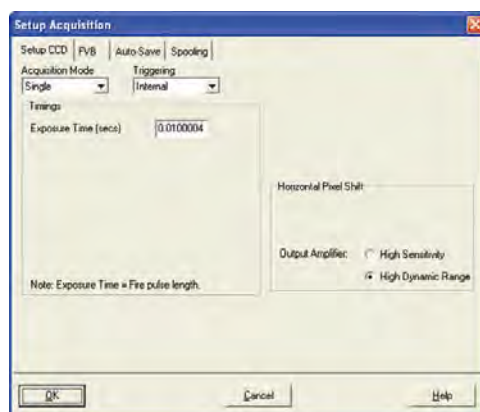 Setup Acquisition
Setup CCD FVB Auto-Save Spooling
Acquisition Mode Triggering
Single Internal
Timings
Exposure Time (secs) 0.0100004
Horizontal Pixel Shift
Output Amplifier: High Sensitivity
High Dynamic Range
Note: Exposure Time = Fire pulse length.
OK Cancel Help